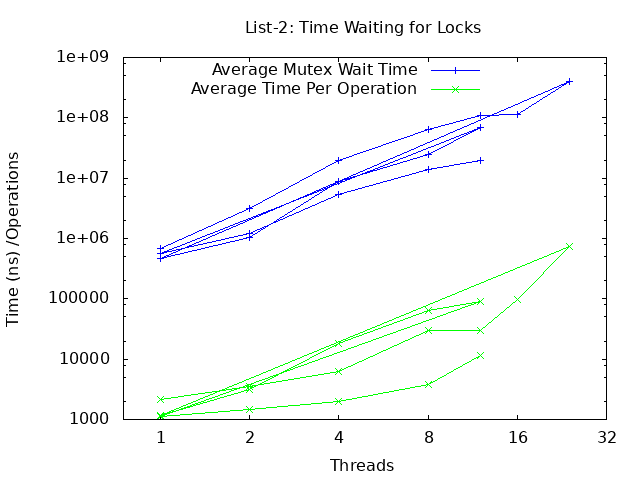 List-2: Time Waiting for Locks
Average Mutex Wait Time
Average Time Per Operation
Time (ns) /Operations
1e+09
1e+08
1e+07
1e+06
100000
10000
1000
1 2 4 8 16 32
Threads